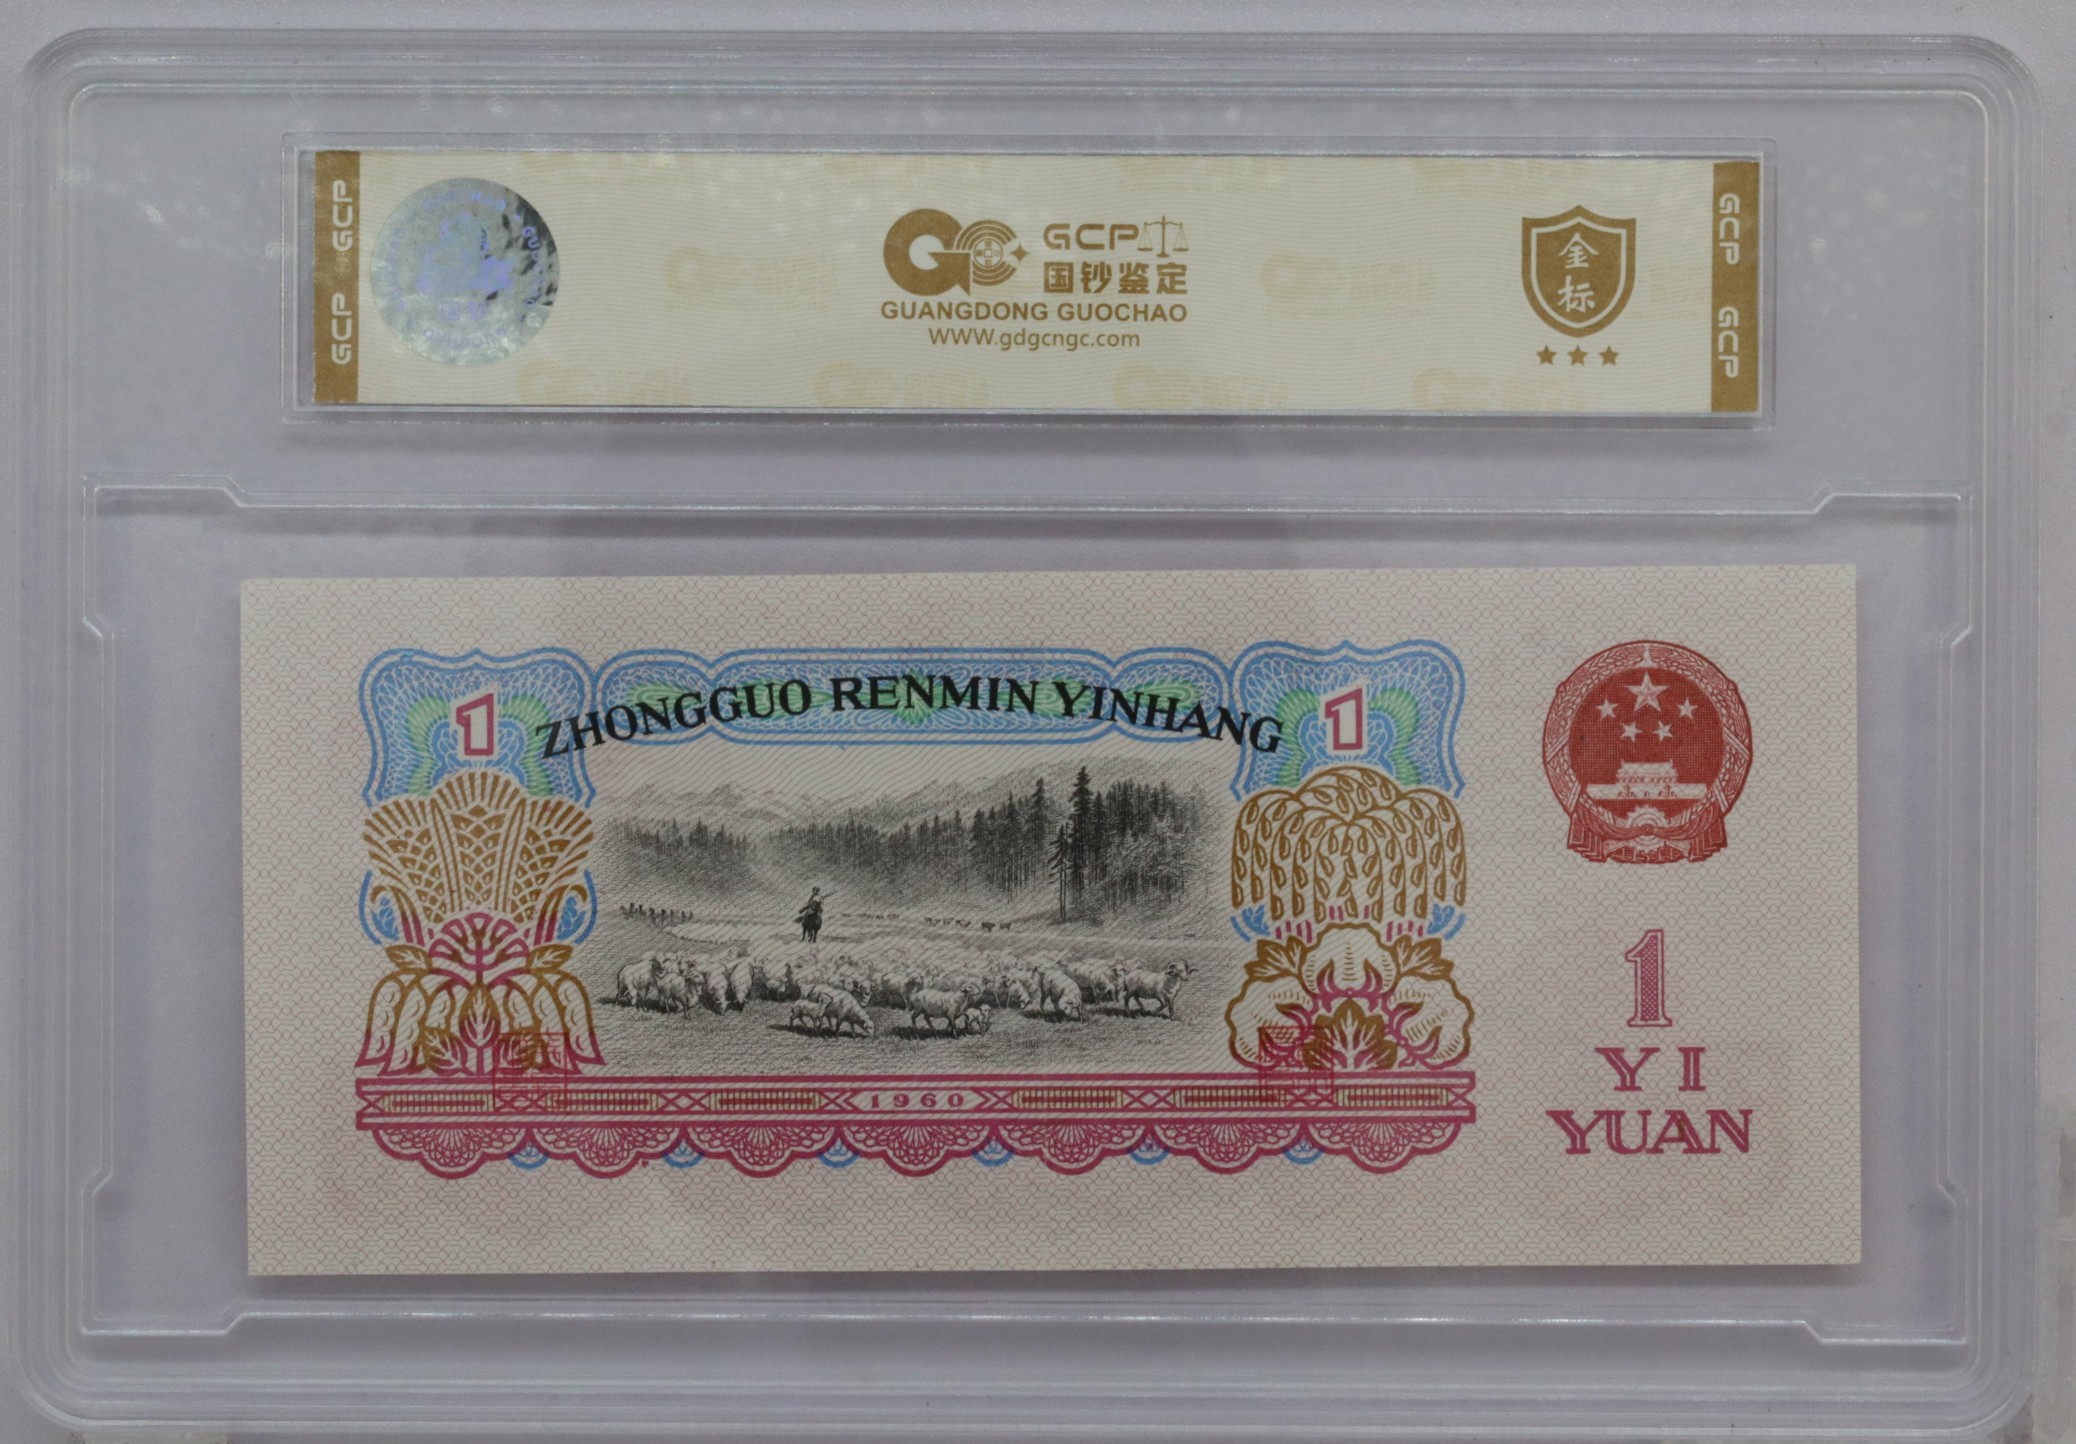 GCP GCP
GCP
国钞鉴定
GUANGDONG GUOCHAO
WWW.gdgcngc.com
金标
GCP GCP
1
ZHONGGUO RENMIN YINHANG
1
1960
1
YI
YUAN